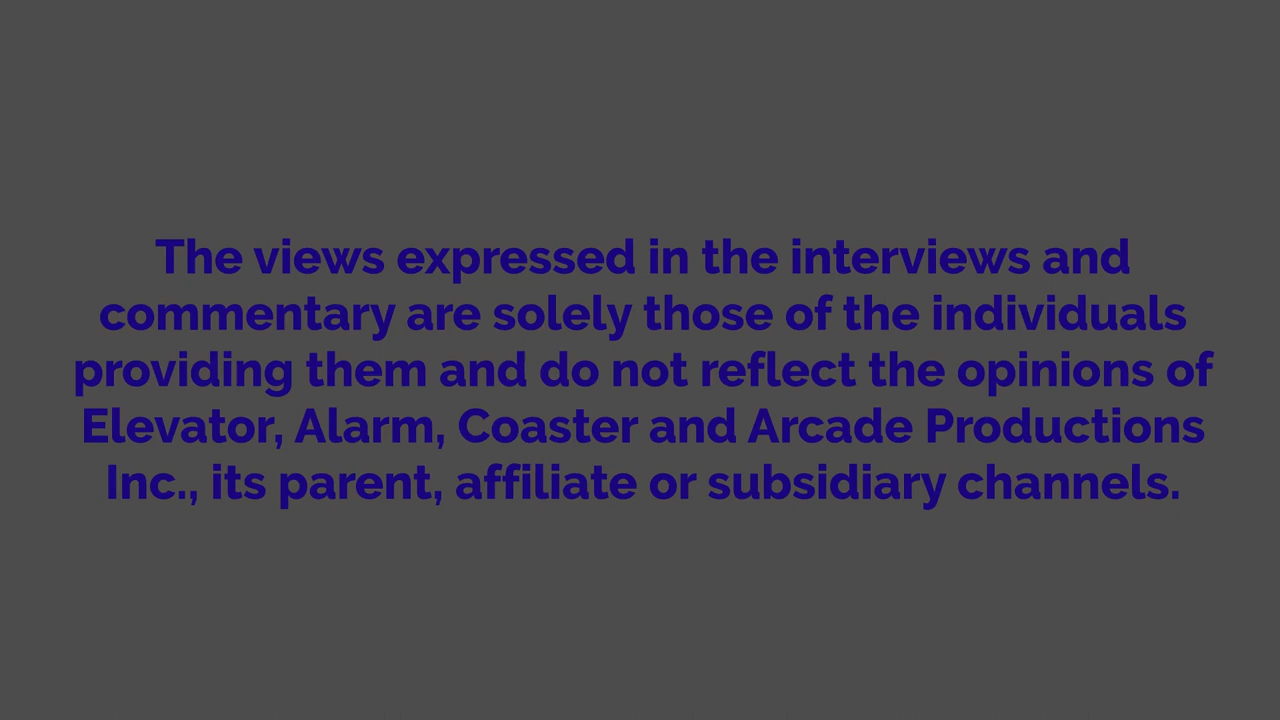 The views expressed in the interviews and
commentary are solely those of the individuals
providing them and do not reflect the opinions of
Elevator, Alarm, Coaster and Arcade Productions
Inc., its parent, affiliate or subsidiary channels.